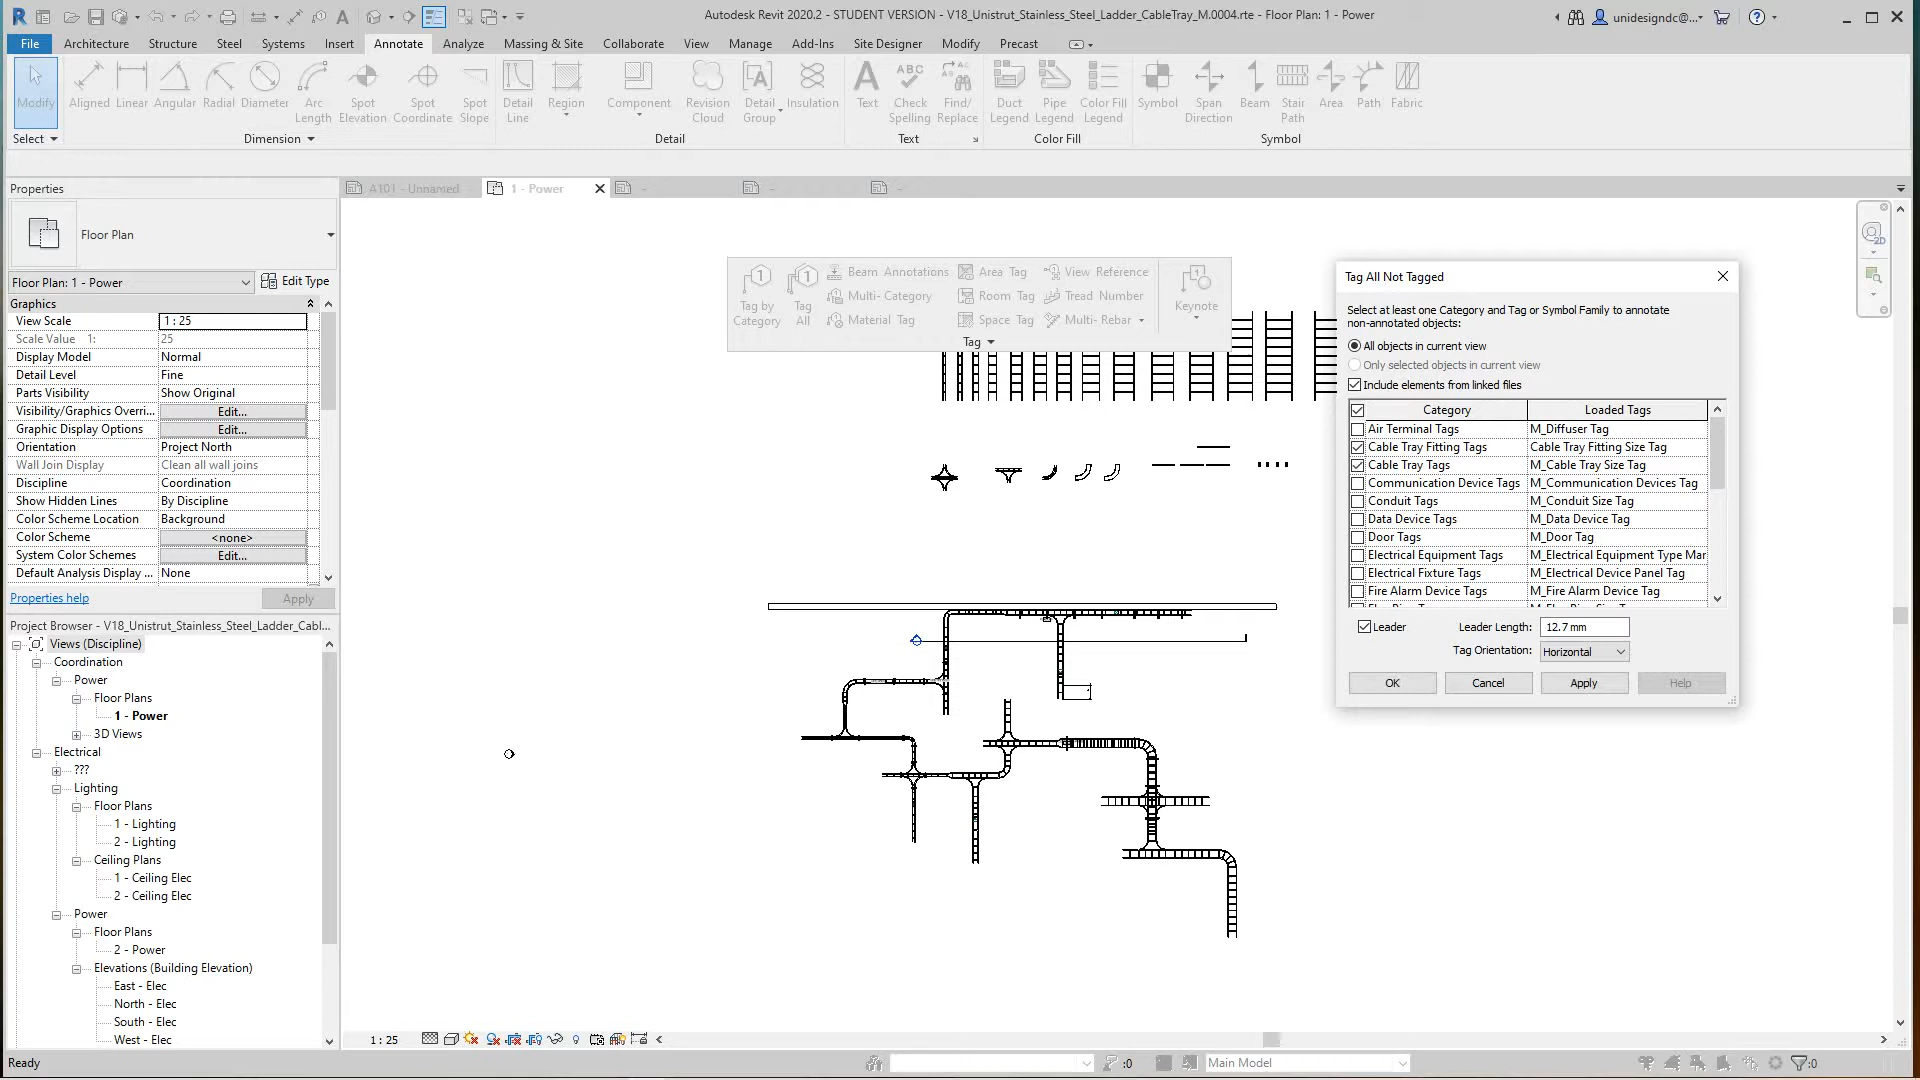 Autodesk Revit 2020.2 - STUDENT VERSION - V18_Unistrut_Stainless_Steel_Ladder_CableTray_M.0004.rte - Floor Plan: 1 - Power
unidesigndc@...
File Architecture Structure Steel Systems Insert Annotate Analyze Massing & Site Collaborate View Manage Add-Ins Site Designer Modify Precast
Modify Aligned Linear Angular Radial Diameter Arc Length Spot Elevation Spot Coordinate Spot Slope Detail Line Region Component Revision Cloud Detail Group Insulation Text Check Spelling Find/ Replace Duct Legend Pipe Legend Color Fill Legend Symbol Span Direction Beam Stair Path Area Path Fabric
Select Dimension Detail Text Color Fill Symbol
Properties
A101 - Unnamed 1 - Power - - -
Floor Plan
Floor Plan: 1 - Power Edit Type
Graphics
View Scale 1 : 25
Scale Value 1: 25
Display Model Normal
Detail Level Fine
Parts Visibility Show Original
Visibility/Graphics Overri... Edit...
Graphic Display Options Edit...
Orientation Project North
Wall Join Display Clean all wall joins
Discipline Coordination
Show Hidden Lines By Discipline
Color Scheme Location Background
Color Scheme <none>
System Color Schemes Edit...
Default Analysis Display ... None
Properties help Apply
Project Browser - V18_Unistrut_Stainless_Steel_Ladder_Cabl...
Views (Discipline)
Coordination
Power
Floor Plans
1 - Power
3D Views
Electrical
???
Lighting
Floor Plans
1 - Lighting
2 - Lighting
Ceiling Plans
1 - Ceiling Elec
2 - Ceiling Elec
Power
Floor Plans
2 - Power
Elevations (Building Elevation)
East - Elec
North - Elec
South - Elec
West - Elec
Tag by Category
Tag All
Beam Annotations Area Tag View Reference
Multi- Category Room Tag Tread Number
Material Tag Space Tag Multi- Rebar
Keynote
Tag
2D
Tag All Not Tagged
Select at least one Category and Tag or Symbol Family to annotate
non-annotated objects:
All objects in current view
Only selected objects in current view
Include elements from linked files
Category Loaded Tags
Air Terminal Tags M_Diffuser Tag
Cable Tray Fitting Tags Cable Tray Fitting Size Tag
Cable Tray Tags M_Cable Tray Size Tag
Communication Device Tags M_Communication Devices Tag
Conduit Tags M_Conduit Size Tag
Data Device Tags M_Data Device Tag
Door Tags M_Door Tag
Electrical Equipment Tags M_Electrical Equipment Type Mar
Electrical Fixture Tags M_Electrical Device Panel Tag
Fire Alarm Device Tags M_Fire Alarm Device Tag
Leader Leader Length: 12.7 mm
Tag Orientation: Horizontal
OK Cancel Apply Help
1 : 25
Ready :0 Main Model :0